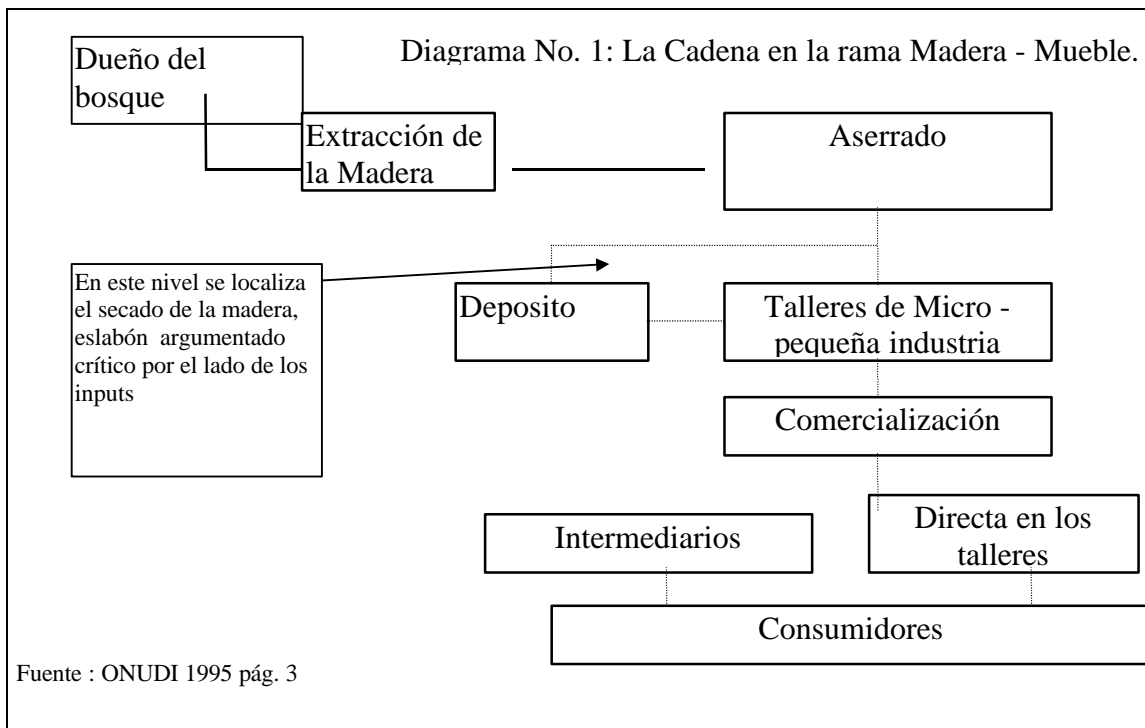 Diagrama No. 1: La Cadena en la rama Madera - Mueble.
Dueño del
bosque
Extracción de
la Madera
Aserrado
En este nivel se localiza
el secado de la madera,
eslabón argumentado
crítico por el lado de los
inputs
Deposito
Talleres de Micro -
pequeña industria
Comercialización
Intermediarios
Directa en los
talleres
Consumidores
Fuente : ONUDI 1995 pág. 3